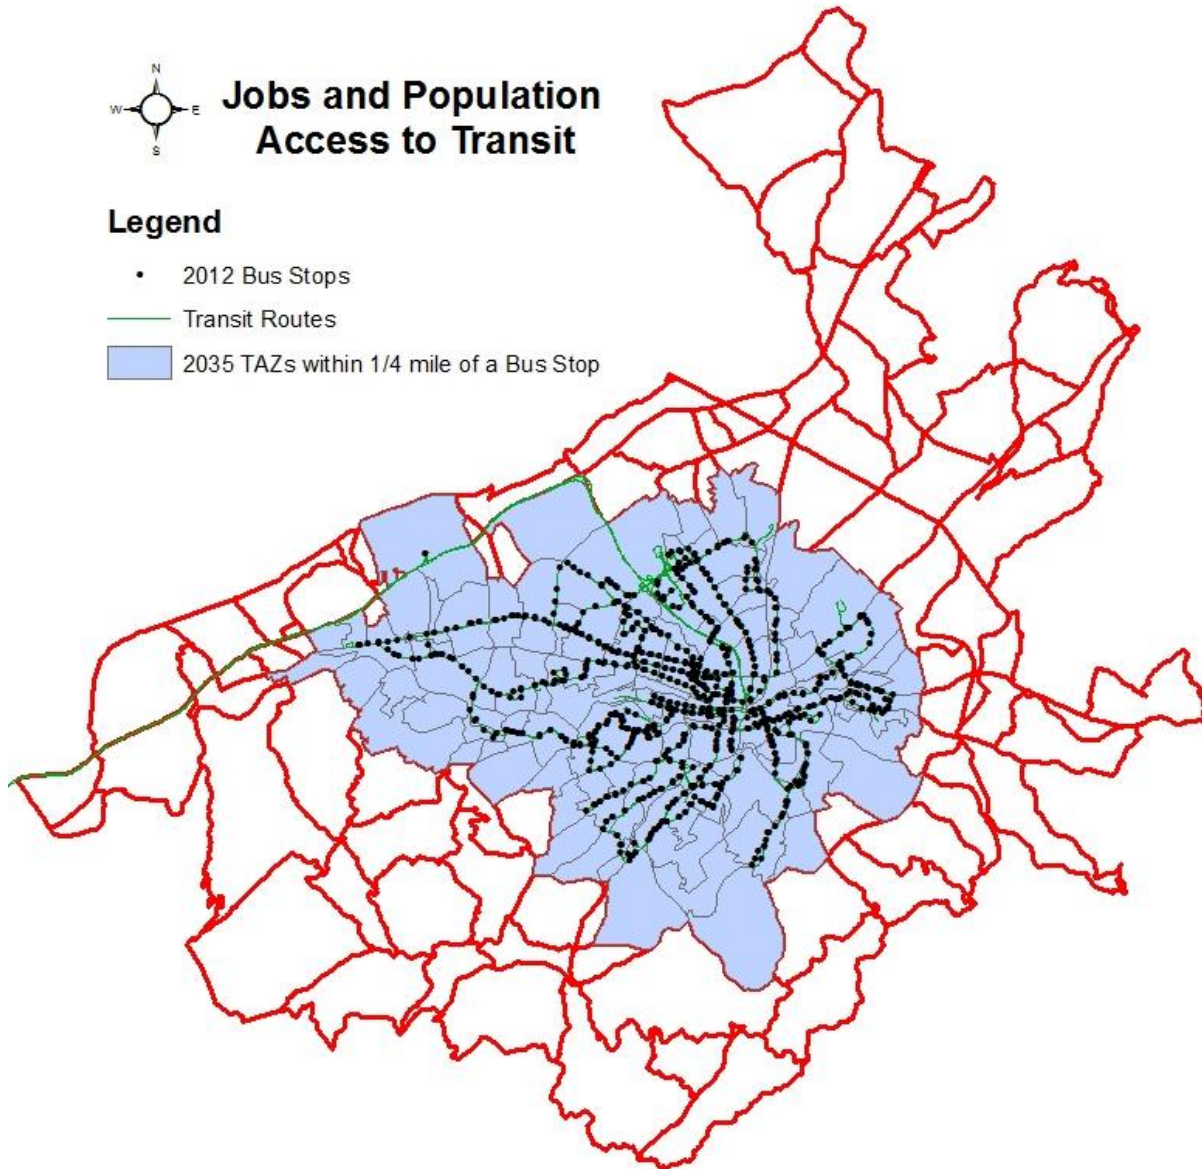 N
W E
S
Jobs and Population
Access to Transit
Legend
2012 Bus Stops
Transit Routes
2035 TAZs within 1/4 mile of a Bus Stop